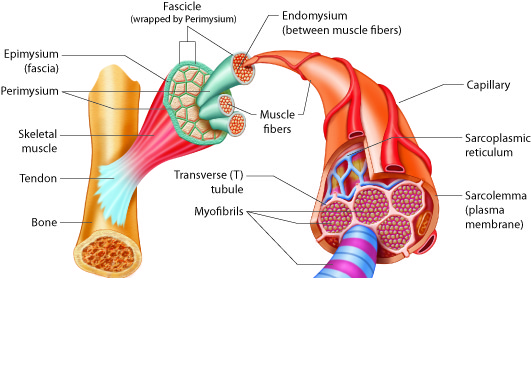 Fascicle
(wrapped by Perimysium)
Endomysium
(between muscle fibers)
Epimysium
(fascia)
Perimysium
Capillary
Muscle
fibers
Skeletal
muscle
Sarcoplasmic
reticulum
Tendon
Transverse (T)
tubule
Sarcolemma
(plasma
membrane)
Myofibrils
Bone